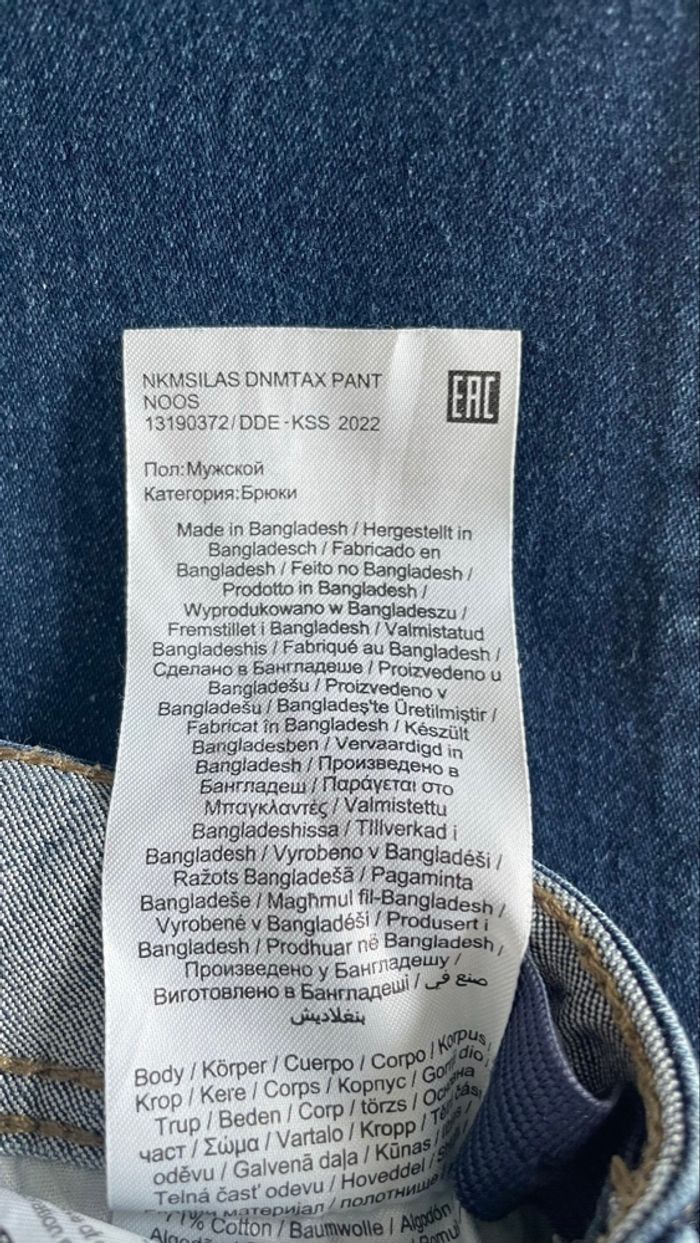 NKMSILAS DNMTAX PANT
NOOS
13190372/DDE-KSS 2022
EAC
Пол:Мужской
Категория:Брюки
Made in Bangladesh / Hergestellt in
Bangladesch / Fabricado en
Bangladesh / Feito no Bangladesh /
Prodotto in Bangladesh /
Wyprodukowano w Bangladeszu /
Fremstillet i Bangladesh / Valmistatud
Bangladeshis / Fabriqué au Bangladesh /
Сделано в Бангладеше / Proizvedeno u
Bangladešu / Proizvedeno v
Bangladešu / Bangladeş'te Üretilmiştir /
Fabricat în Bangladesh / Készült
Bangladesben / Vervaardigd in
Bangladesh / Произведено в
Бангладеш / Παράγεται στο
Μπαγκλαντές / Valmistettu
Bangladeshissa / Tillverkad i
Bangladesh / Vyrobeno v Bangladéši /
Ražots Bangladešā / Pagaminta
Bangladeše / Magħmul fil-Bangladesh /
Vyrobené v Bangladéši / Produsert i
Bangladesh / Prodhuar në Bangladesh /
Произведено у Бангладешу /
Виготовлено в Бангладеші / صنع في
بنغلاديش
Body / Körper / Cuerpo / Corpo / Korpus
Krop / Kere / Corps / Корпус / dio
Trup / Beden / Corp / törzs /
част / Σώμα / Vartalo / Kropp /
oděvu / Galvenā daļa / Kūnas /
Telná časť odevu / Hoveddel /
материјал / полотнище
Cotton / Baumwolle / Algodón